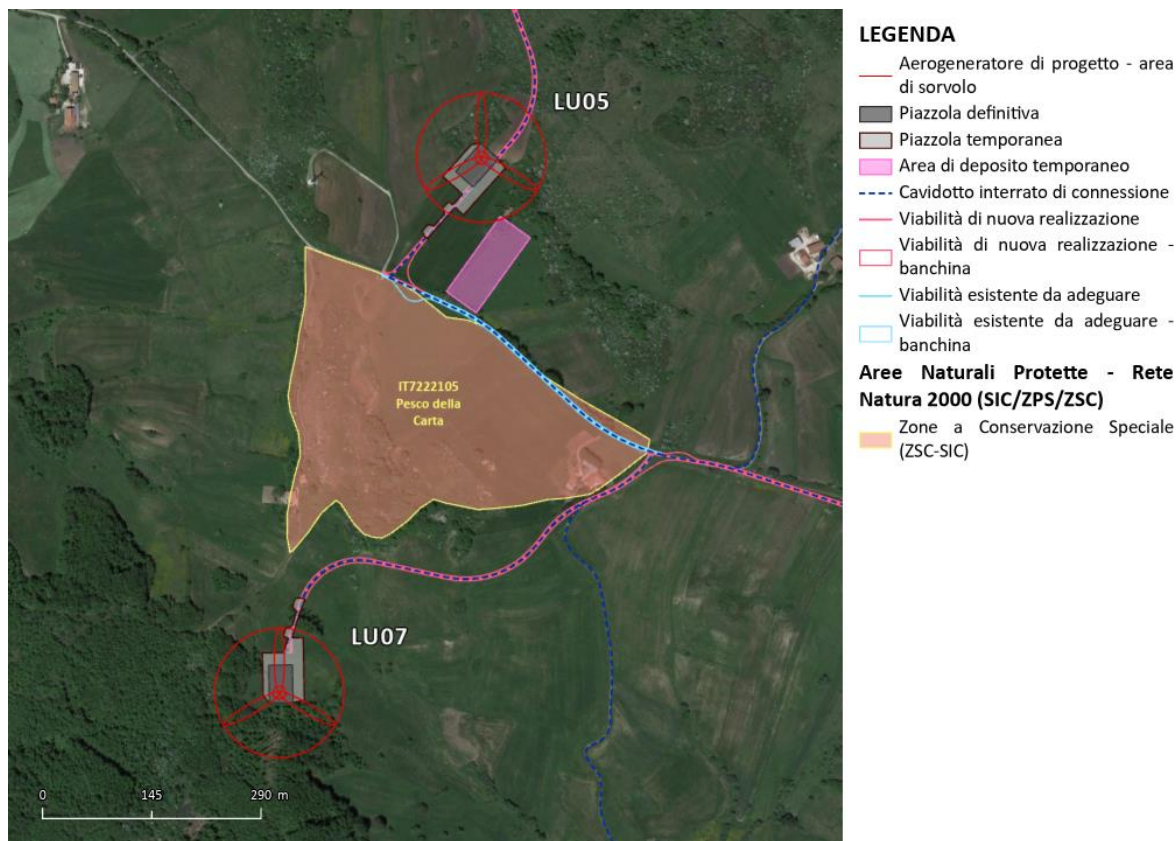 LU05
IT7222105
Pesco della
Carta
LU07
0 145 290 m
LEGENDA
Aerogeneratore di progetto - area
di sorvolo
Piazzola definitiva
Piazzola temporanea
Area di deposito temporaneo
Cavidotto interrato di connessione
Viabilità di nuova realizzazione
Viabilità di nuova realizzazione -
banchina
Viabilità esistente da adeguare
Viabilità esistente da adeguare -
banchina
Aree Naturali Protette - Rete
Natura 2000 (SIC/ZPS/ZSC)
Zone a Conservazione Speciale
(ZSC-SIC)